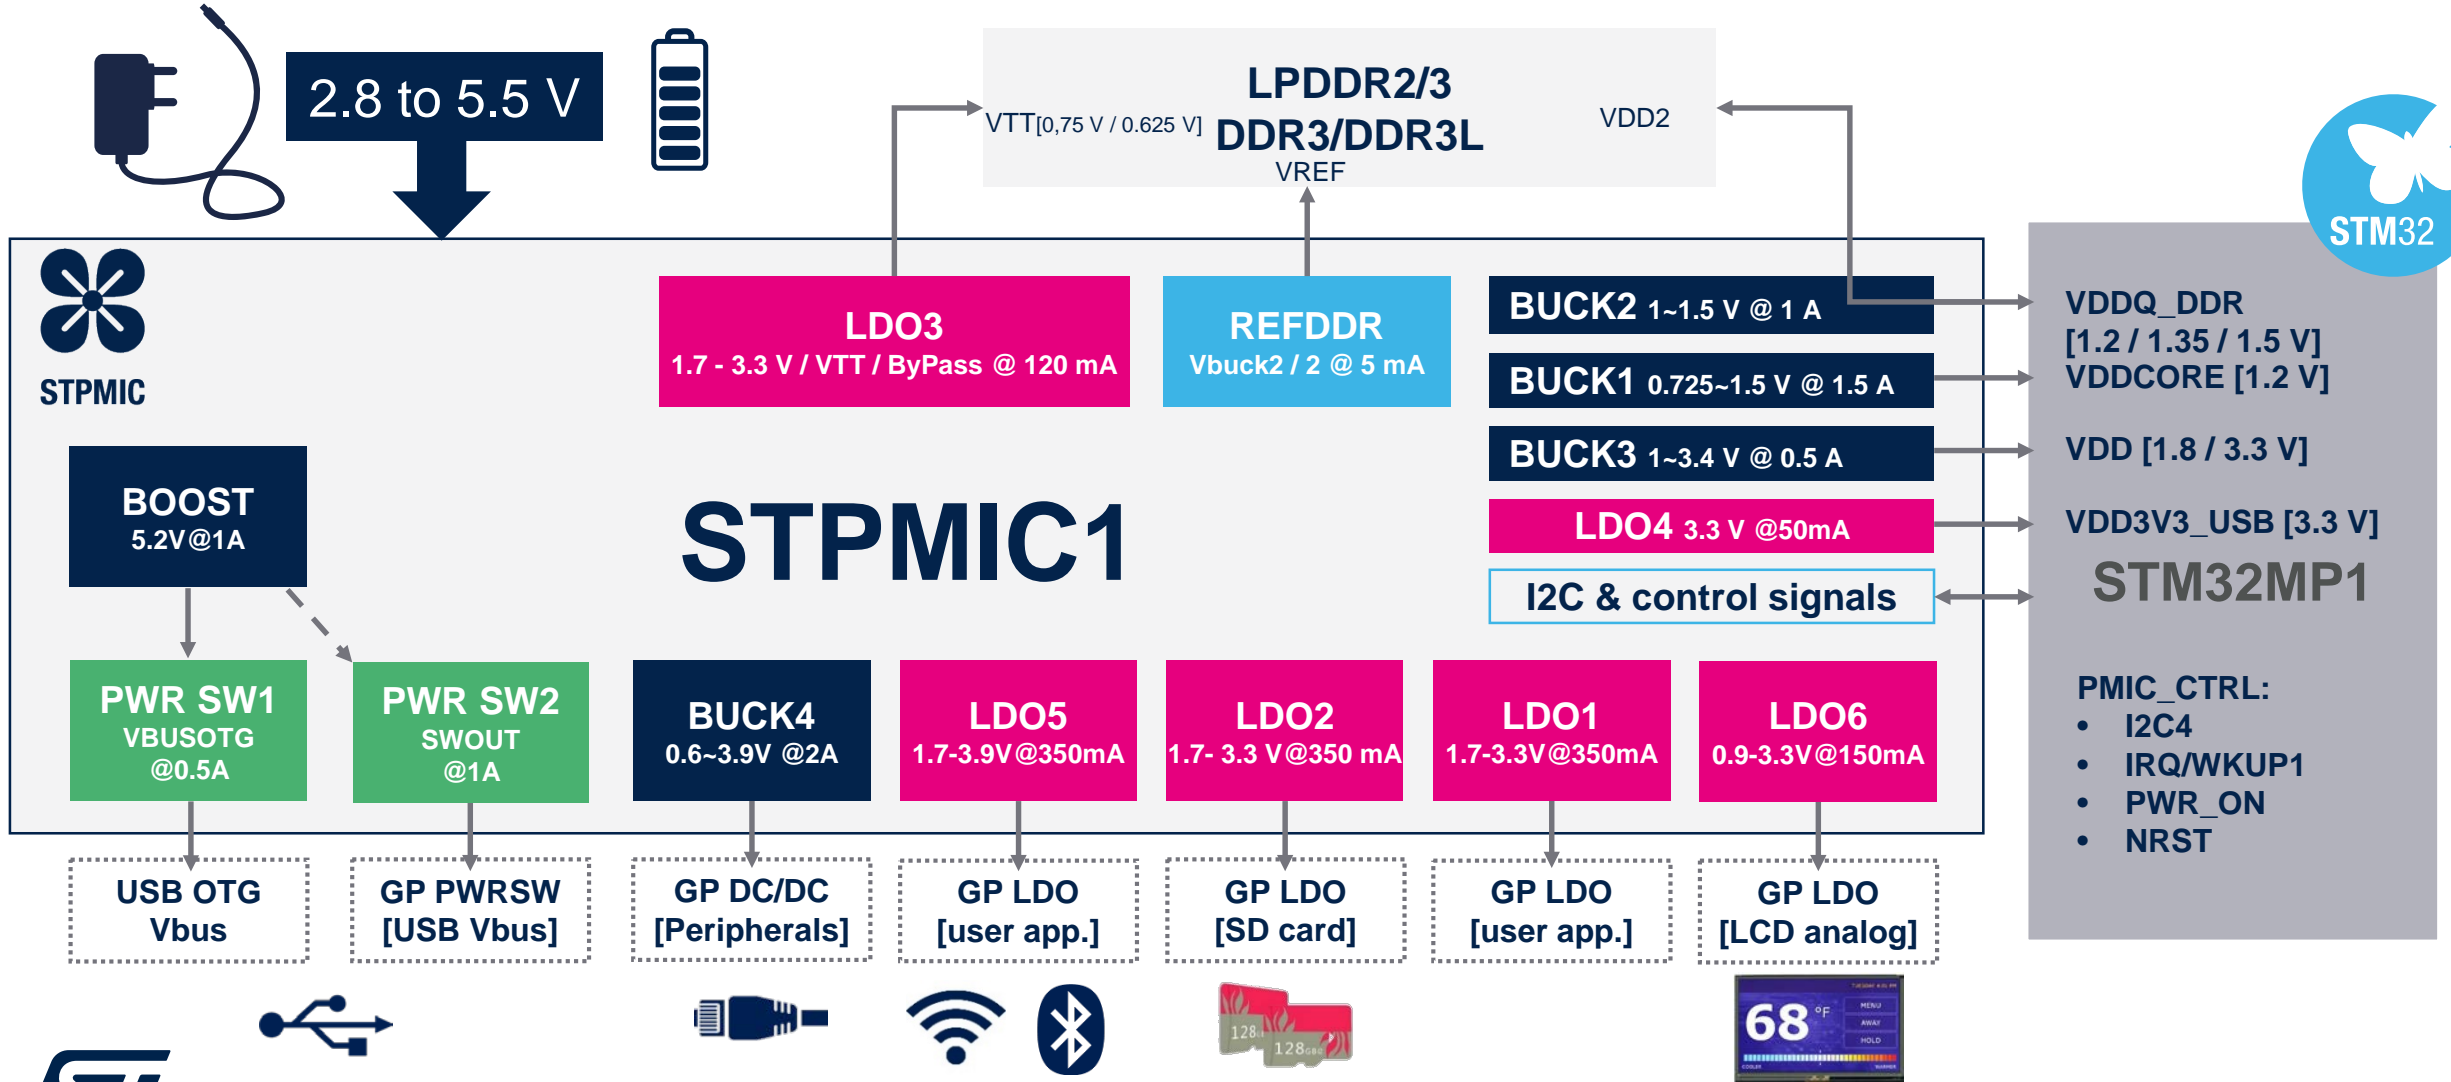 2.8 to 5.5 V
LPDDR2/3
DDR3/DDR3L
VTT[0,75 V / 0.625 V]
VDD2
VREF
STM32
STPMIC
LDO3
1.7 - 3.3 V / VTT / ByPass @ 120 mA
REFDDR
Vbuck2 / 2 @ 5 mA
BUCK2 1~1.5 V @ 1 A
BUCK1 0.725~1.5 V @ 1.5 A
BUCK3 1~3.4 V @ 0.5 A
LDO4 3.3 V @50mA
I2C & control signals
VDDQ_DDR
[1.2 / 1.35 / 1.5 V]
VDDCORE [1.2 V]
VDD [1.8 / 3.3 V]
VDD3V3_USB [3.3 V]
STM32MP1
PMIC_CTRL:
• I2C4
• IRQ/WKUP1
• PWR_ON
• NRST
BOOST
5.2V@1A
STPMIC1
PWR SW1
VBUSOTG
@0.5A
PWR SW2
SWOUT
@1A
BUCK4
0.6~3.9V @2A
LDO5
1.7-3.9V@350mA
LDO2
1.7- 3.3 V@350 mA
LDO1
1.7-3.3V@350mA
LDO6
0.9-3.3V@150mA
USB OTG
Vbus
GP PWRSW
[USB Vbus]
GP DC/DC
[Peripherals]
GP LDO
[user app.]
GP LDO
[SD card]
GP LDO
[user app.]
GP LDO
[LCD analog]
128
128
68 °F
MENU
AWAY
HOLD
COOLER
WARMER